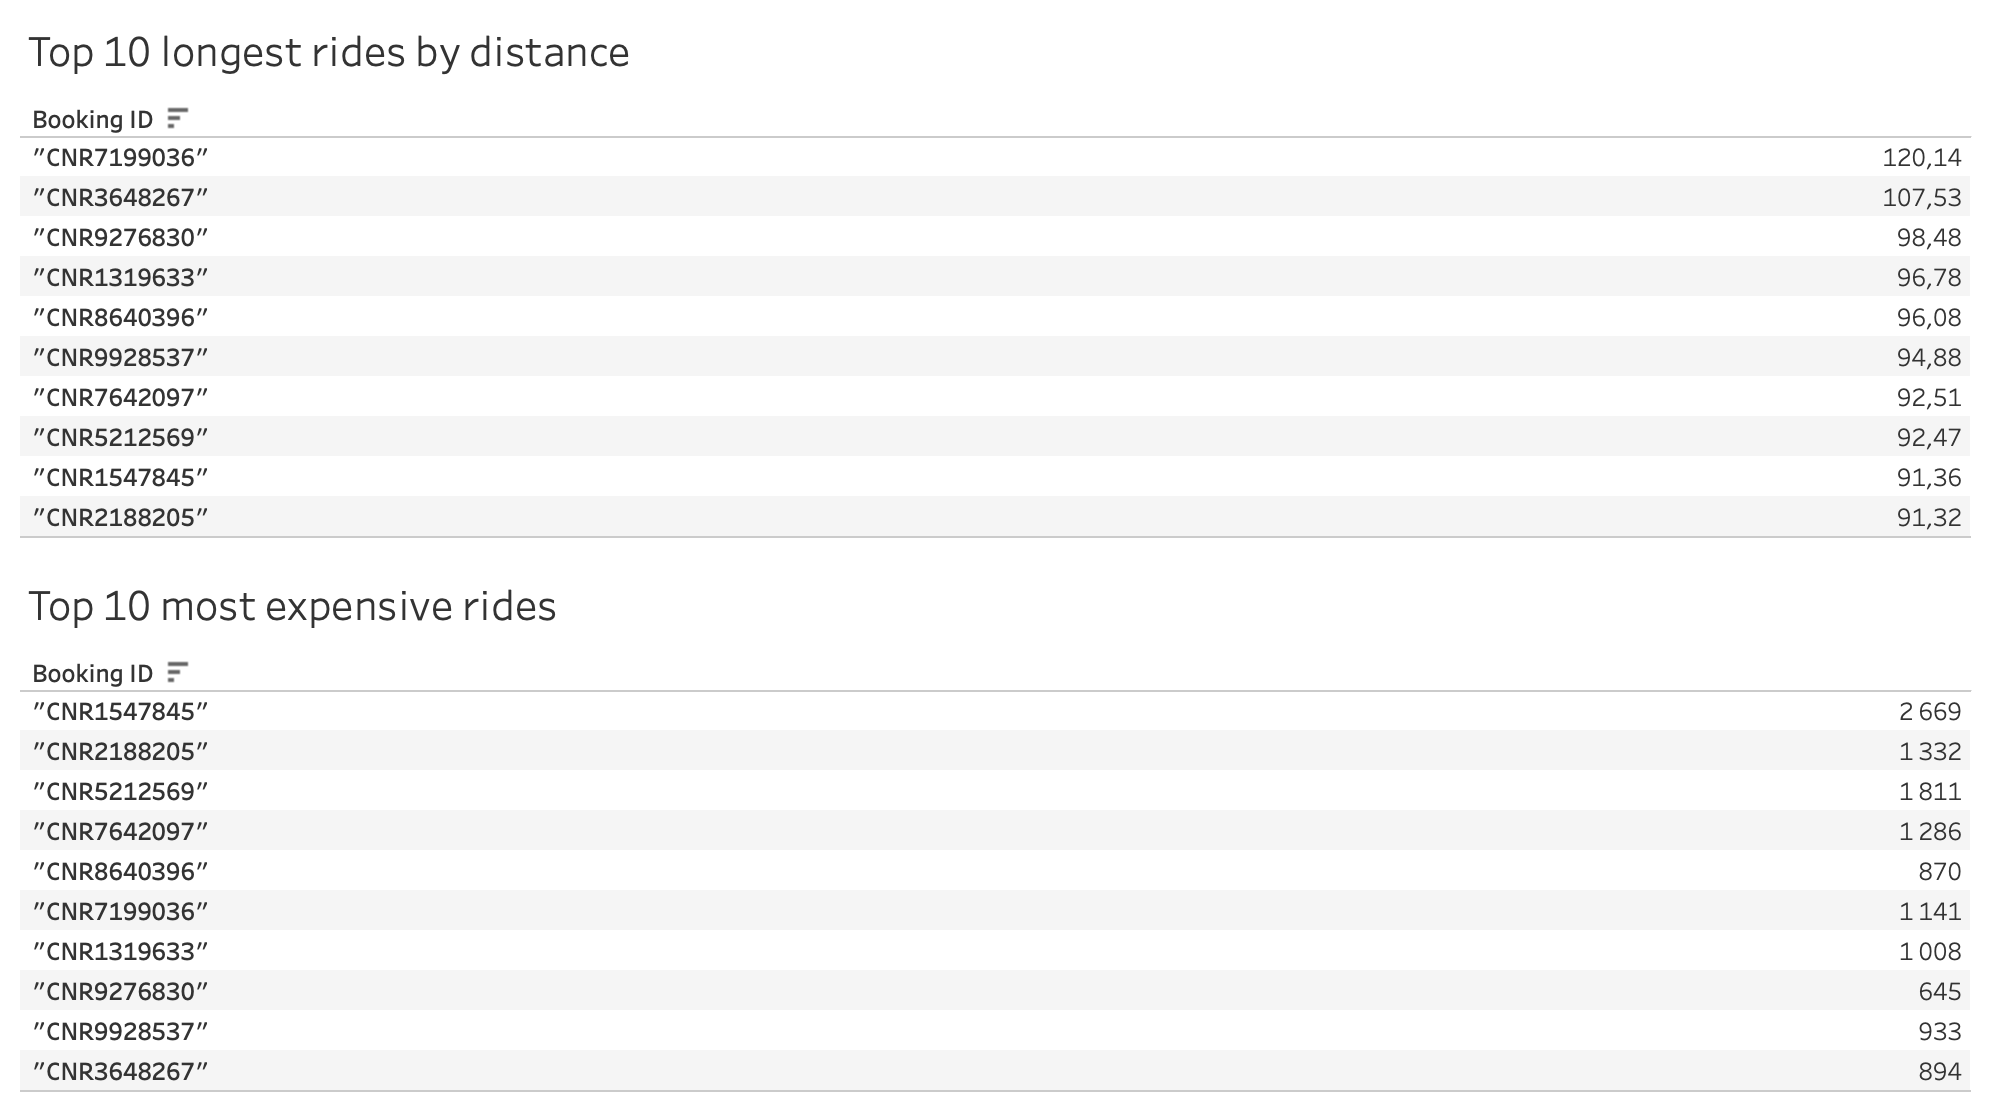 Top 10 longest rides by distance
Booking ID
"CNR7199036" 120,14
"CNR3648267" 107,53
"CNR9276830" 98,48
"CNR1319633" 96,78
"CNR8640396" 96,08
"CNR9928537" 94,88
"CNR7642097" 92,51
"CNR5212569" 92,47
"CNR1547845" 91,36
"CNR2188205" 91,32
Top 10 most expensive rides
Booking ID
"CNR1547845" 2 669
"CNR2188205" 1 332
"CNR5212569" 1 811
"CNR7642097" 1 286
"CNR8640396" 870
"CNR7199036" 1 141
"CNR1319633" 1 008
"CNR9276830" 645
"CNR9928537" 933
"CNR3648267" 894